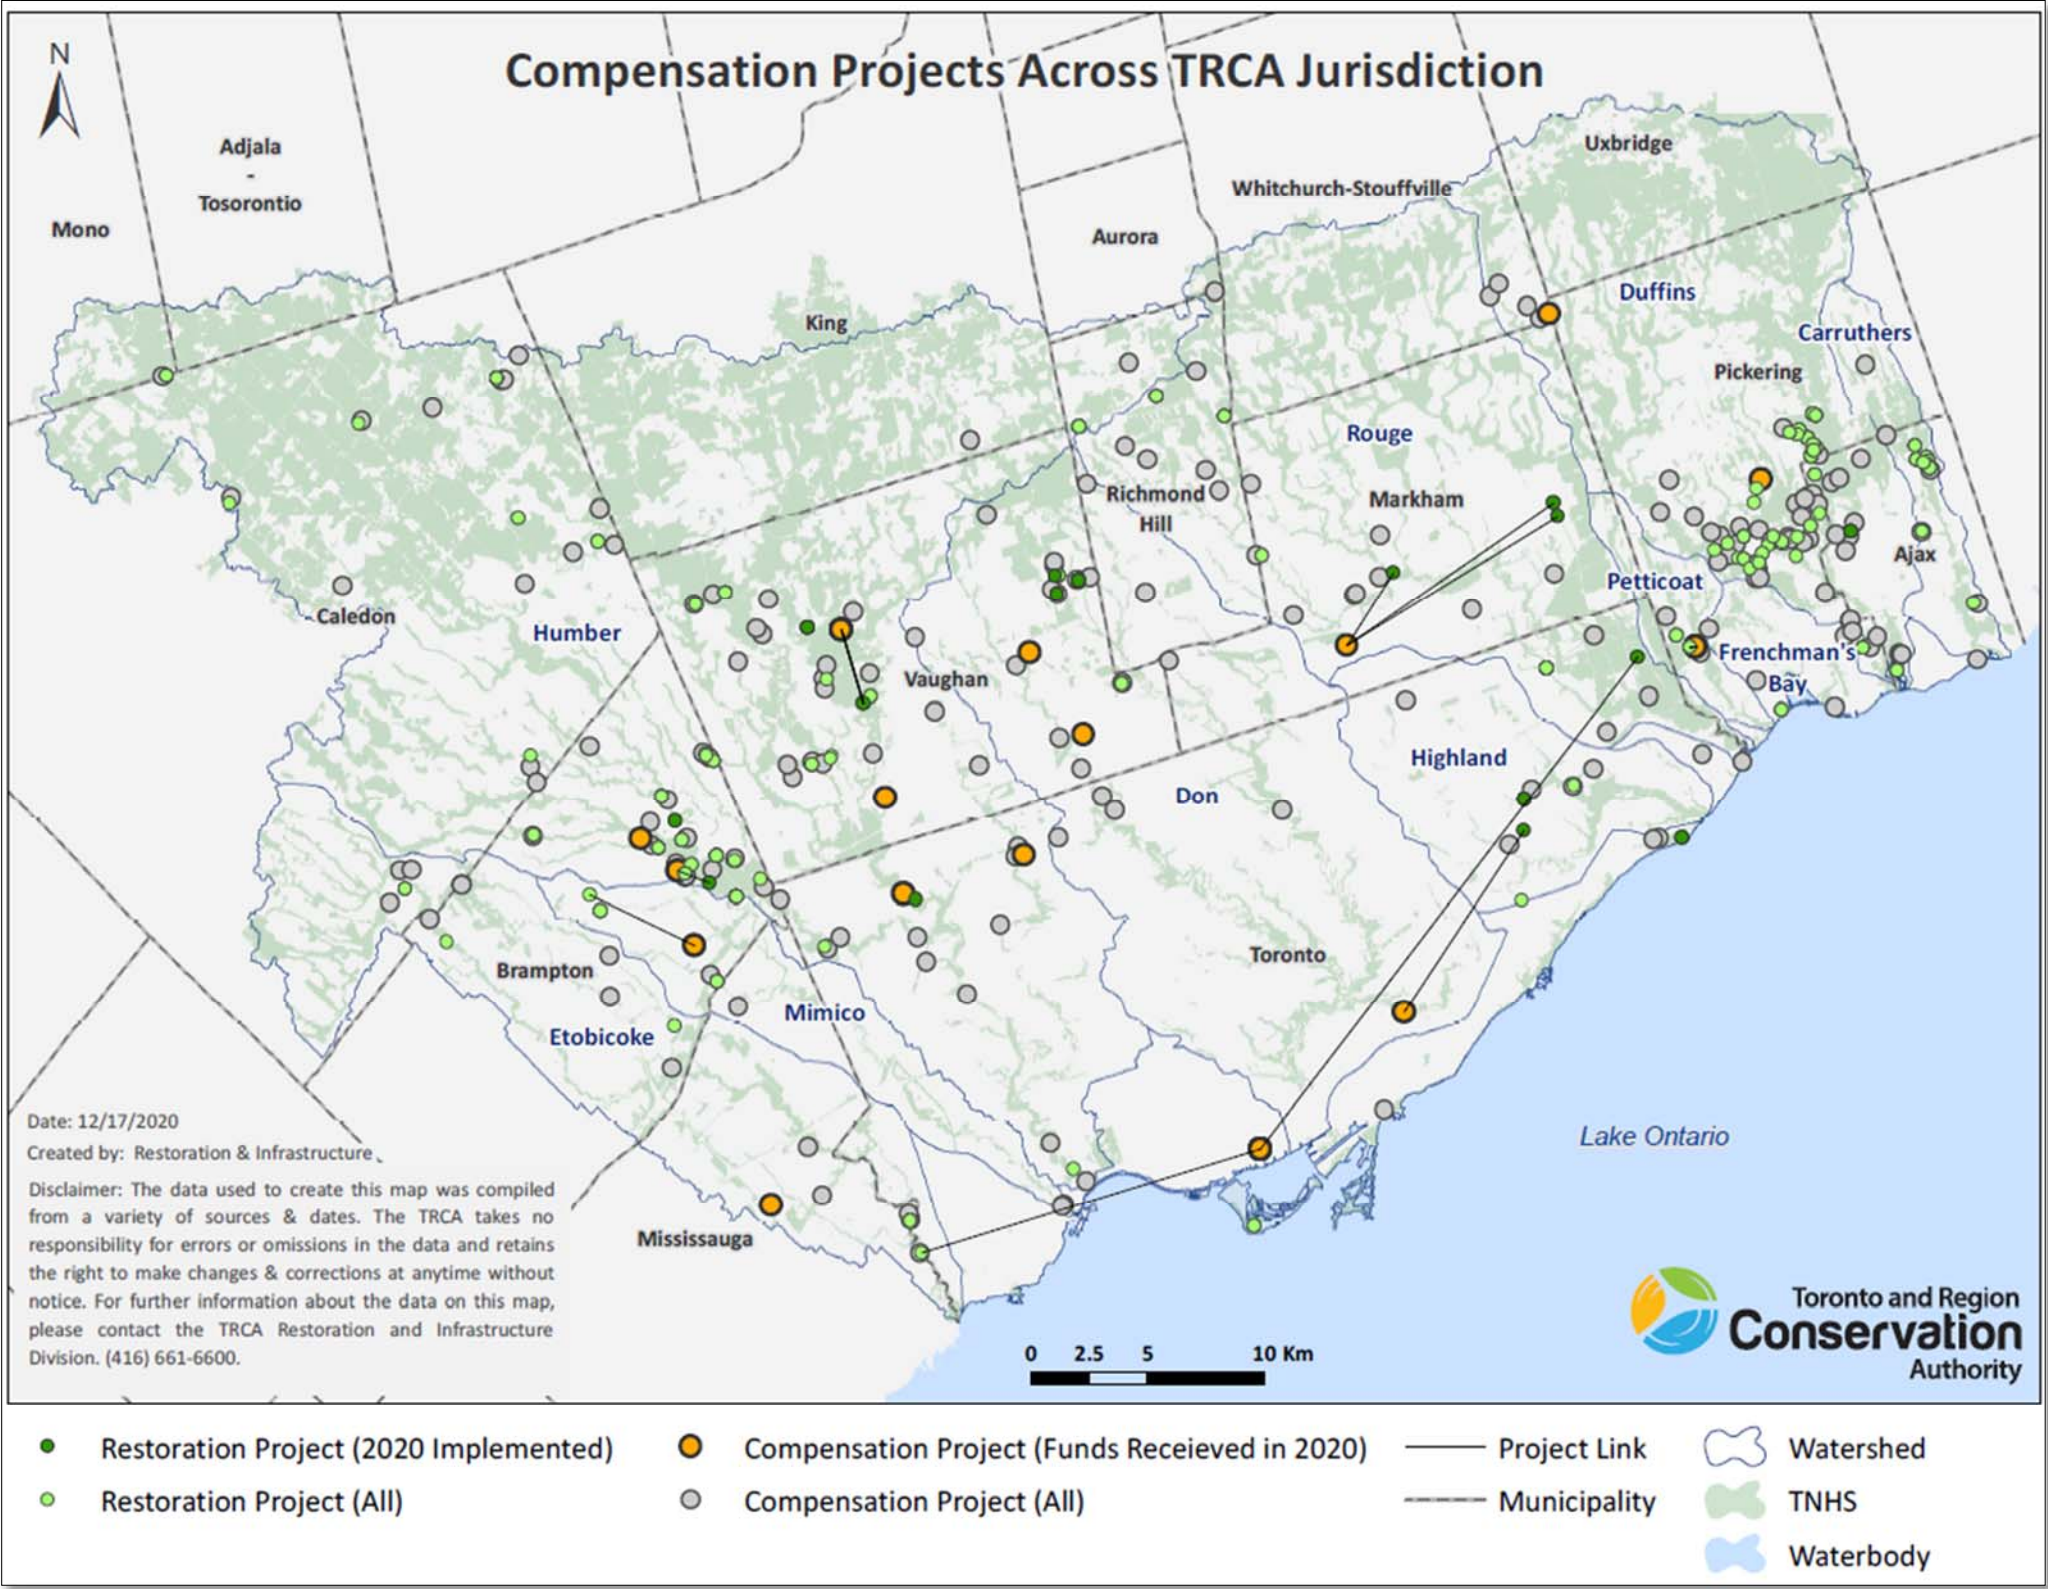 Compensation Projects Across TRCA Jurisdiction
N
Adjala
-
Tosorontio
Mono
Uxbridge
Whitchurch-Stouffville
Aurora
King
Duffins
Carruthers
Pickering
Rouge
Richmond
Hill
Markham
Ajax
Petticoat
Caledon
Humber
Vaughan
Frenchman's
Bay
Highland
Don
Toronto
Brampton
Mimico
Etobicoke
Mississauga
Lake Ontario
Date: 12/17/2020
Created by: Restoration & Infrastructure
Disclaimer: The data used to create this map was compiled
from a variety of sources & dates. The TRCA takes no
responsibility for errors or omissions in the data and retains
the right to make changes & corrections at anytime without
notice. For further information about the data on this map,
please contact the TRCA Restoration and Infrastructure
Division. (416) 661-6600.
0 2.5 5 10 Km
Toronto and Region
Conservation
Authority
Restoration Project (2020 Implemented)
Compensation Project (Funds Receieved in 2020)
Project Link
Watershed
Restoration Project (All)
Compensation Project (All)
Municipality
TNHS
Waterbody